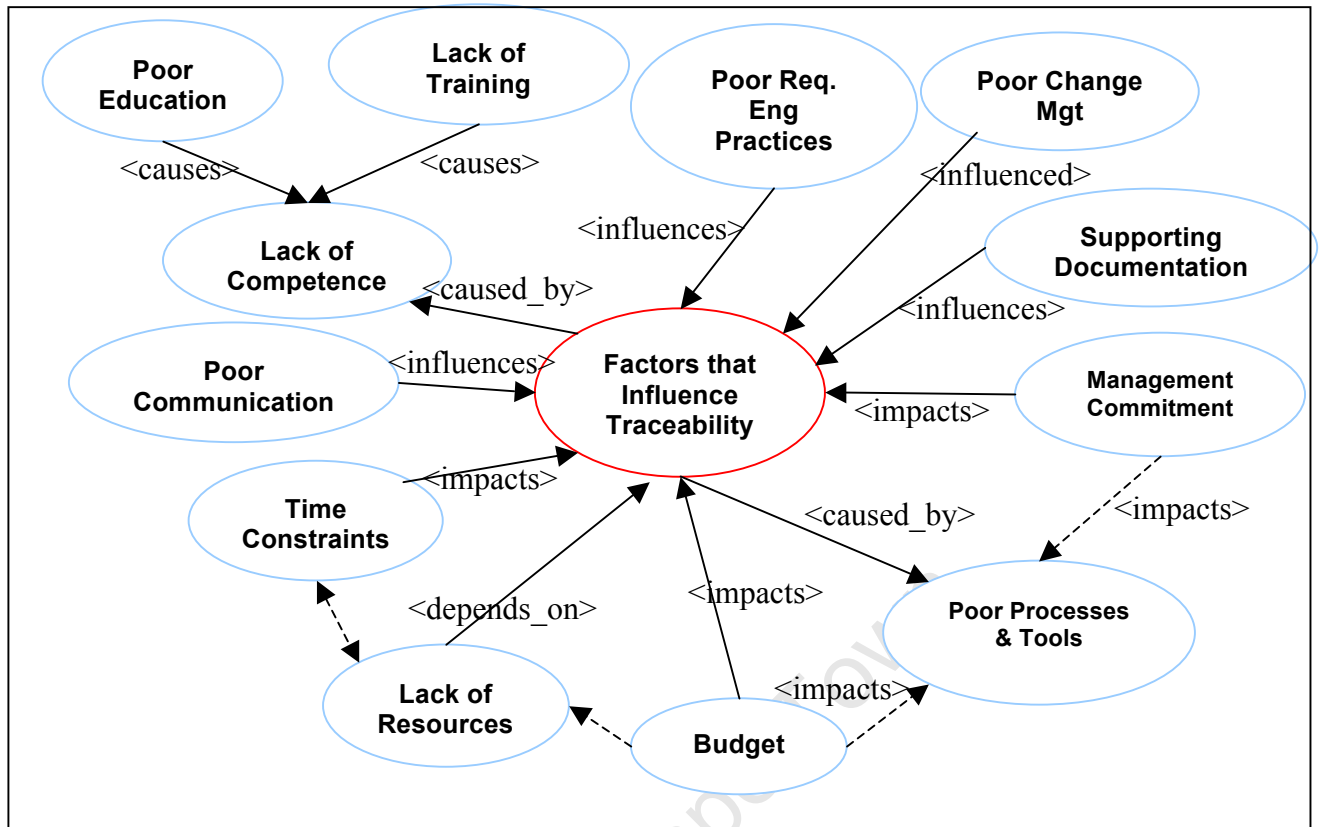 Poor
Education
Lack of
Training
Poor Req.
Eng
Practices
Poor Change
Mgt
<causes>
<causes>
<influenced>
<influences>
Supporting
Documentation
Lack of
Competence
<caused_by>
<influences>
Poor
Communication
<influences>
Factors that
Influence
Traceability
Management
Commitment
<impacts>
<impacts>
Time
Constraints
<caused_by>
<impacts>
<depends_on>
<impacts>
Poor Processes
& Tools
Lack of
Resources
<impacts>
Budget